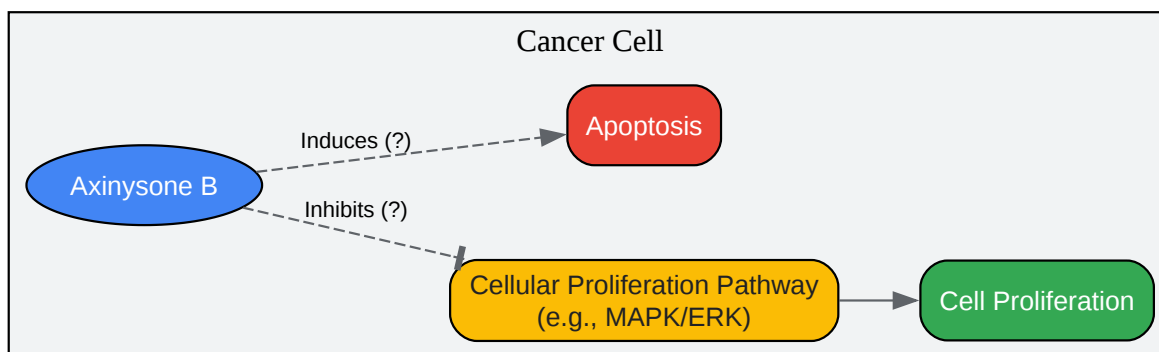 Cancer Cell
Apoptosis
Induces (?)
Axinysone B
Inhibits (?)
Cellular Proliferation Pathway
(e.g., MAPK/ERK)
Cell Proliferation